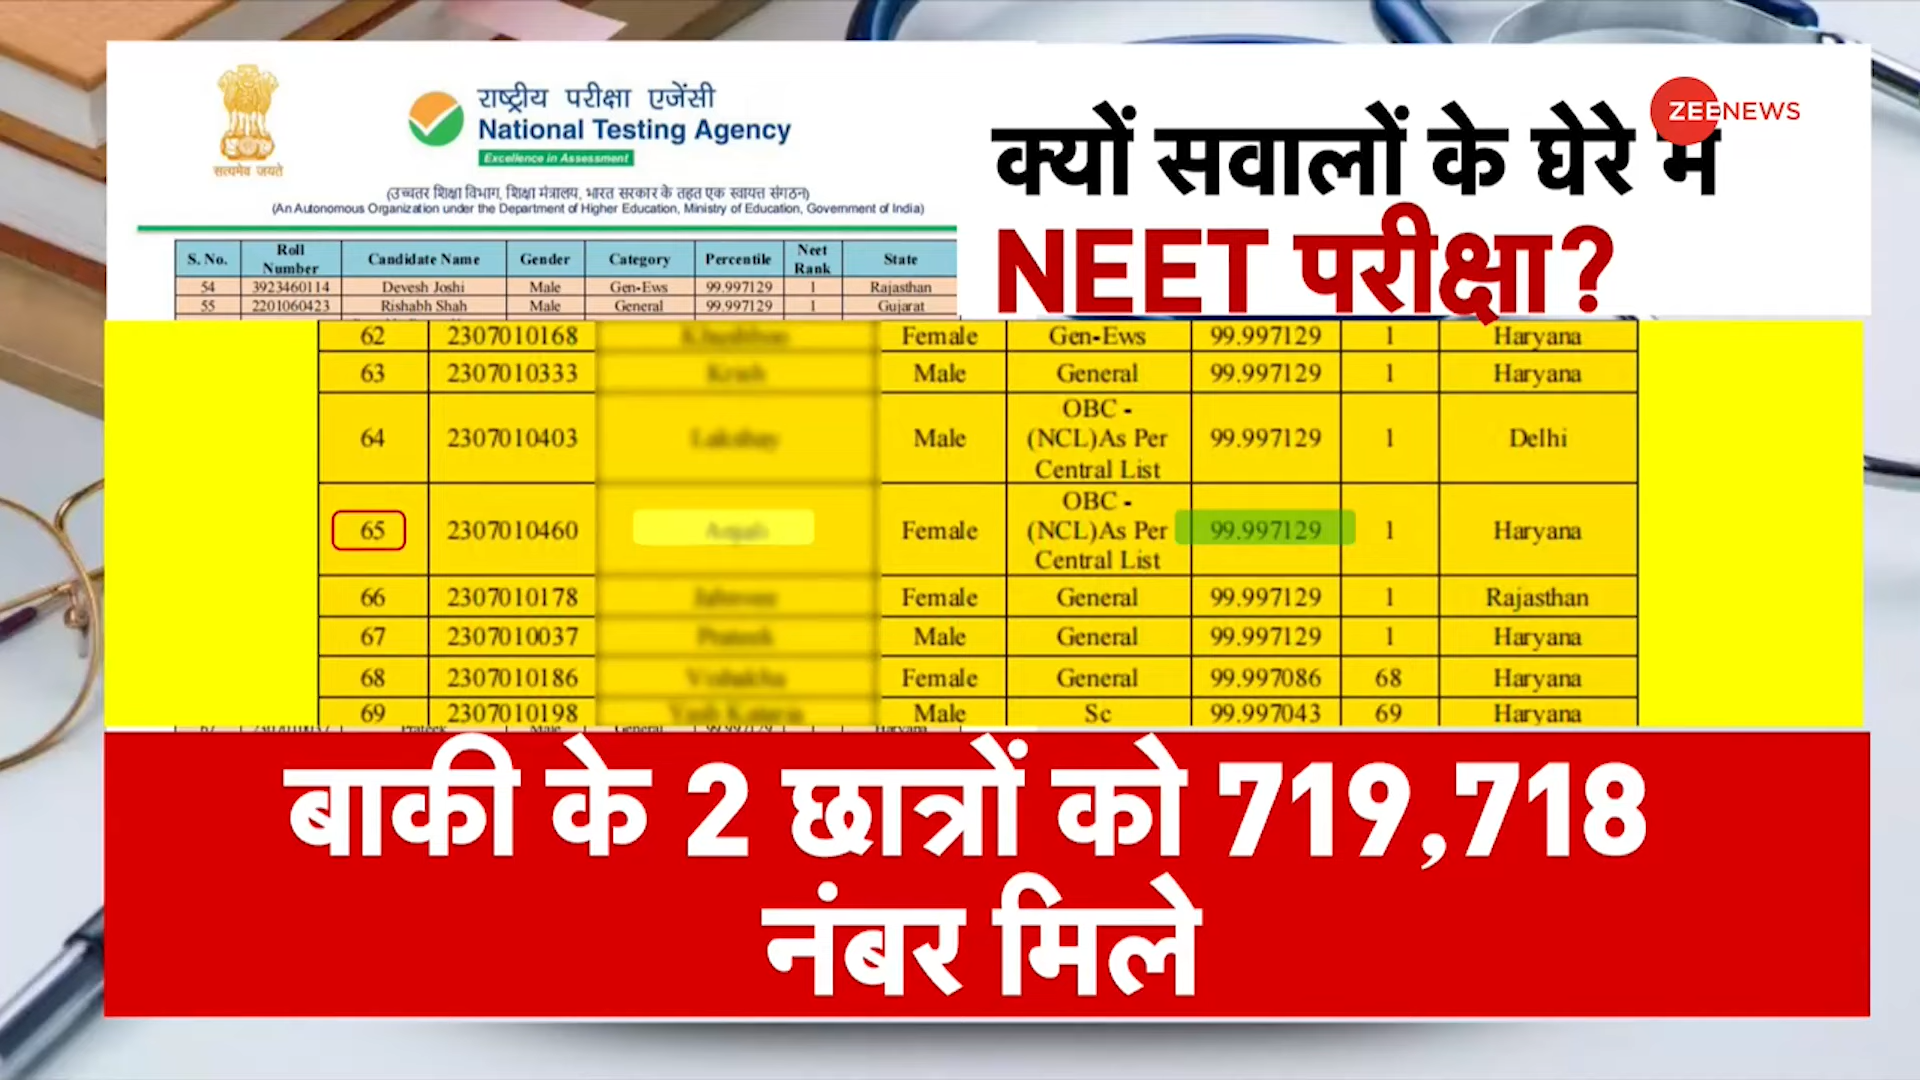 सत्यमेव जयते
राष्ट्रीय परीक्षा एजेंसी
National Testing Agency
Excellence in Assessment
(उच्चतर शिक्षा विभाग, शिक्षा मंत्रालय, भारत सरकार के तहत एक स्वायत्त संगठन)
(An Autonomous Organization under the Department of Higher Education, Ministry of Education, Government of India)
ZEE NEWS
क्यों सवालों के घेरे में
NEET परीक्षा?
S. No. Roll Number Candidate Name Gender Category Percentile Neet Rank State
54 3923460114 Devesh Joshi Male Gen-Ews 99.997129 1 Rajasthan
55 2201060423 Rishabh Shah Male General 99.997129 1 Gujarat
62 2307010168 Female Gen-Ews 99.997129 1 Haryana
63 2307010333 Male General 99.997129 1 Haryana
64 2307010403 Male OBC - (NCL)As Per Central List 99.997129 1 Delhi
65 2307010460 Female OBC - (NCL)As Per Central List 99.997129 1 Haryana
66 2307010178 Female General 99.997129 1 Rajasthan
67 2307010037 Male General 99.997129 1 Haryana
68 2307010186 Female General 99.997086 68 Haryana
69 2307010198 Male Sc 99.997043 69 Haryana
बाकी के 2 छात्रों को 719,718
नंबर मिले